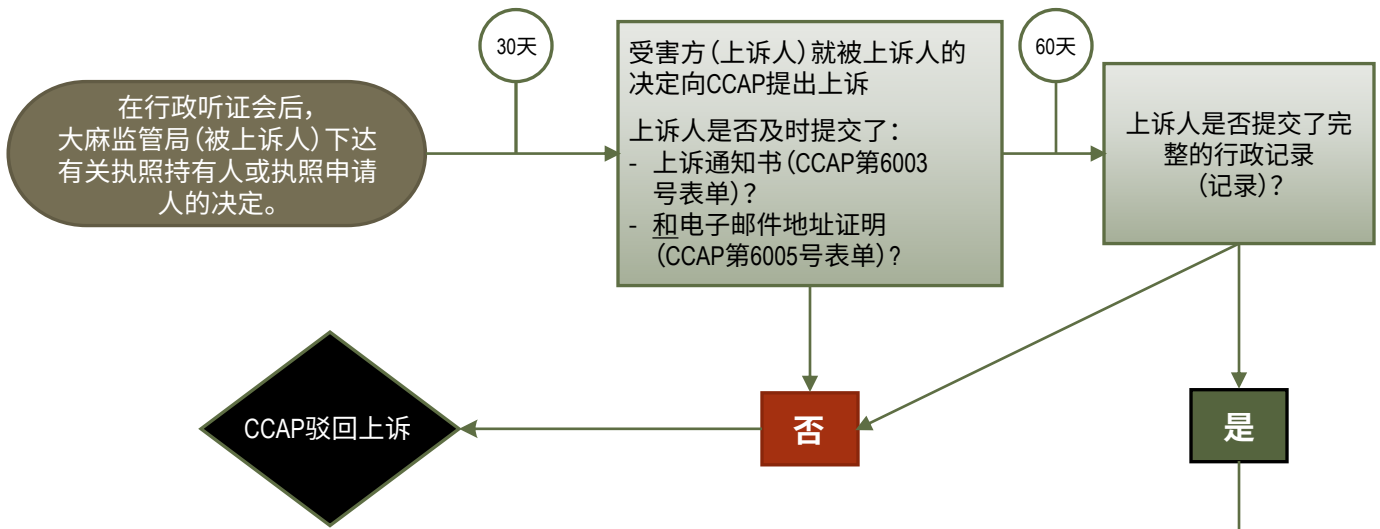 在行政听证会后，
大麻监管局（被上诉人）下达
有关执照持有人或执照申请
人的决定。
30天
受害方（上诉人）就被上诉人的
决定向CCAP提出上诉
上诉人是否及时提交了：
- 上诉通知书（CCAP第6003
号表单）？
- 和电子邮件地址证明
（CCAP第6005号表单）？
60天
上诉人是否提交了完
整的行政记录
（记录）？
CCAP驳回上诉
否
是